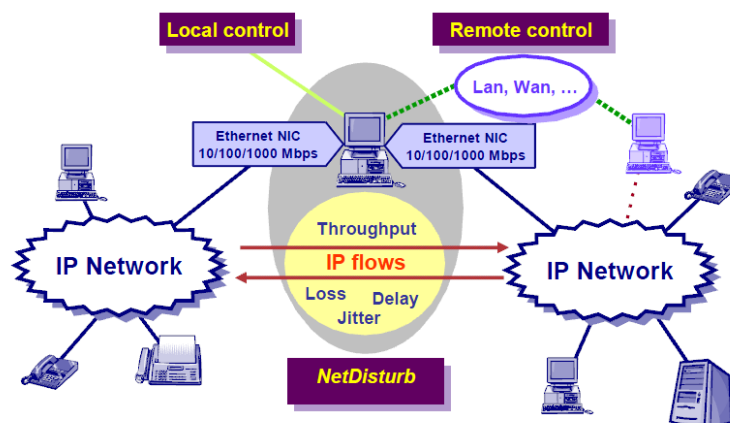 Local control
Remote control
Lan, Wan, ...
Ethernet NIC
10/100/1000 Mbps
Ethernet NIC
10/100/1000 Mbps
Throughput
IP Network
IP flows
IP Network
Loss
Delay
Jitter
NetDisturb